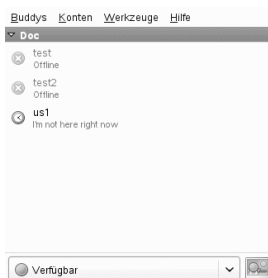 Buddys Konten Werkzeuge Hilfe
Doc
test
Offline
test2
Offline
us1
I'm not here right now
Verfügbar